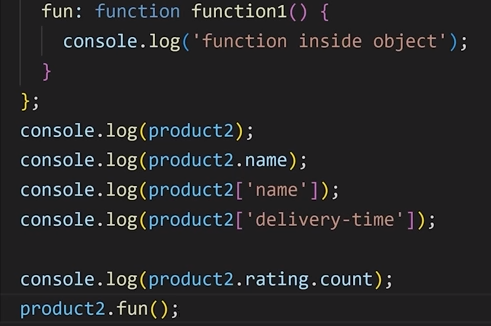 fun: function function1() {
console.log('function inside object');
}
};
console.log(product2);
console.log(product2.name);
console.log(product2['name']);
console.log(product2['delivery-time']);
console.log(product2.rating.count);
product2.fun();